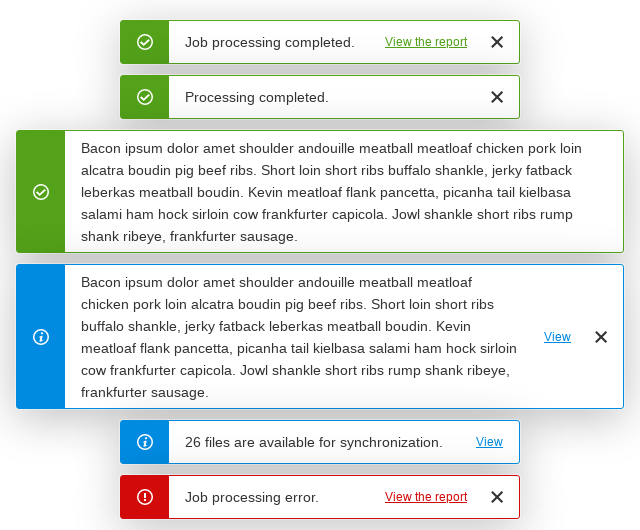 Job processing completed. View the report
Processing completed.
Bacon ipsum dolor amet shoulder andouille meatball meatloaf chicken pork loin
alcatra boudin pig beef ribs. Short loin short ribs buffalo shankle, jerky fatback
leberkas meatball boudin. Kevin meatloaf flank pancetta, picanha tail kielbasa
salami ham hock sirloin cow frankfurter capicola. Jowl shankle short ribs rump
shank ribeye, frankfurter sausage.
Bacon ipsum dolor amet shoulder andouille meatball meatloaf
chicken pork loin alcatra boudin pig beef ribs. Short loin short ribs
buffalo shankle, jerky fatback leberkas meatball boudin. Kevin
meatloaf flank pancetta, picanha tail kielbasa salami ham hock sirloin
cow frankfurter capicola. Jowl shankle short ribs rump shank ribeye,
frankfurter sausage.
View
26 files are available for synchronization. View
Job processing error. View the report